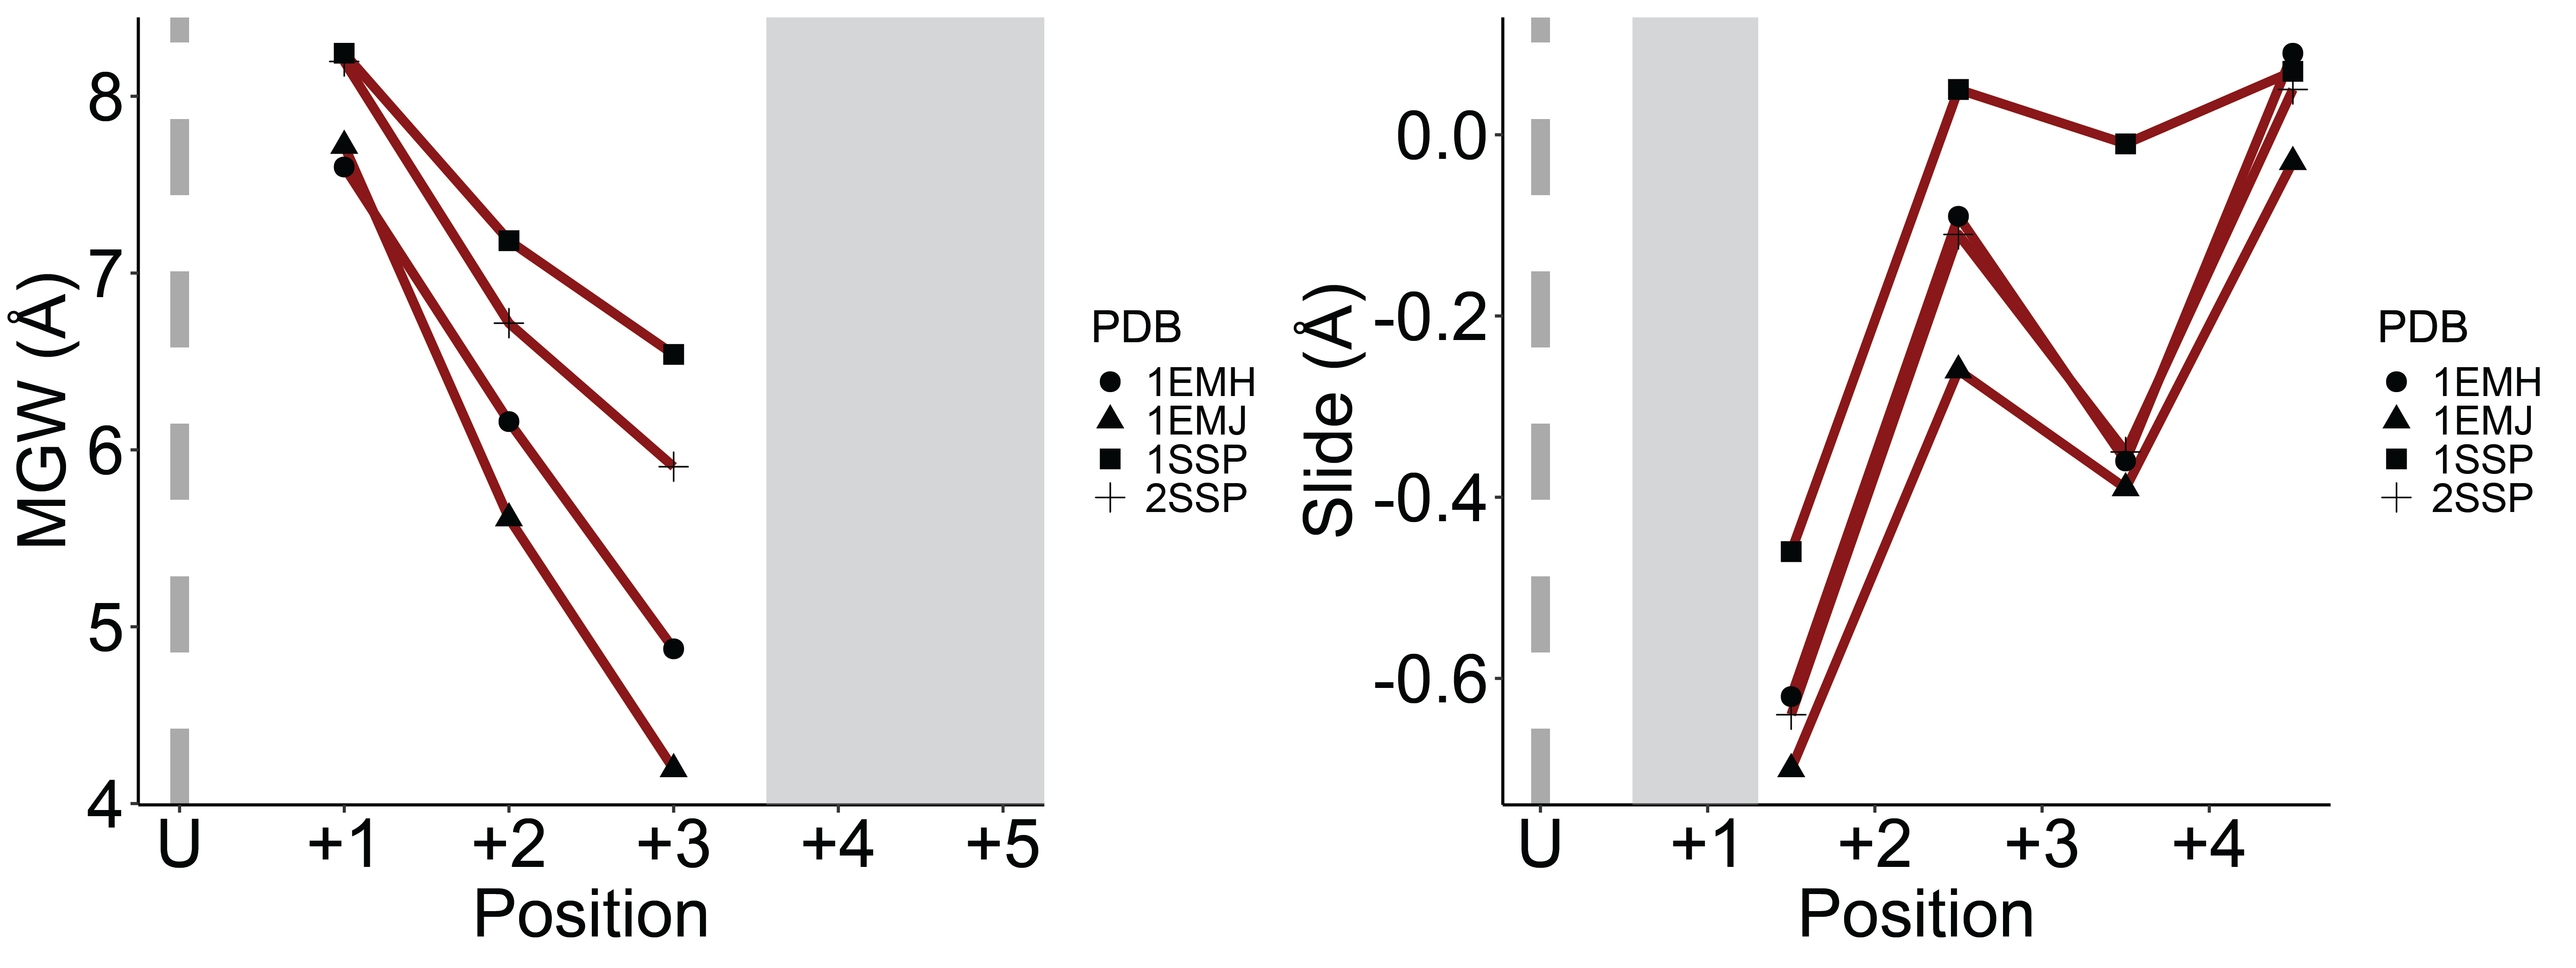 MGW (Å)
8
7
6
5
4
U +1 +2 +3 +4 +5
Position
PDB
1EMH
1EMJ
1SSP
2SSP
Slide (Å)
0.0
-0.2
-0.4
-0.6
U +1 +2 +3 +4
Position
PDB
1EMH
1EMJ
1SSP
2SSP